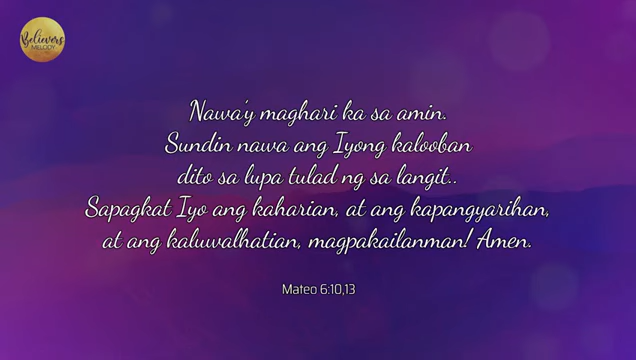 Believers
MELODY
Nawa'y maghari ka sa amin.
Sundin nawa ang Iyong kalooban
dito sa lupa tulad ng sa langit..
Sapagkat Iyo ang kaharian, at ang kapangyarihan,
at ang kaluwalhatian, magpakailanman! Amen.
Mateo 6:10,13